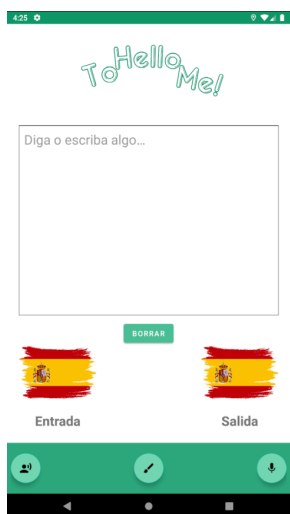 4:25
ToHelloMe!
Diga o escriba algo...
BORRAR
Entrada Salida